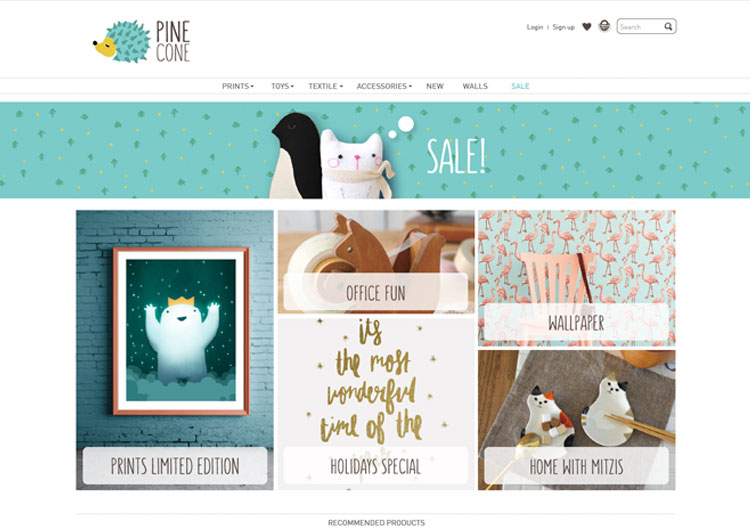 PINE
CONE
Login | Sign up
Search
PRINTS
TOYS
TEXTILE
ACCESSORIES
NEW
WALLS
SALE
SALE!
OFFICE FUN
WALLPAPER
its
the most
wonderful
time of the
PRINTS LIMITED EDITION
HOLIDAYS SPECIAL
HOME WITH MITZIS
RECOMMENDED PRODUCTS